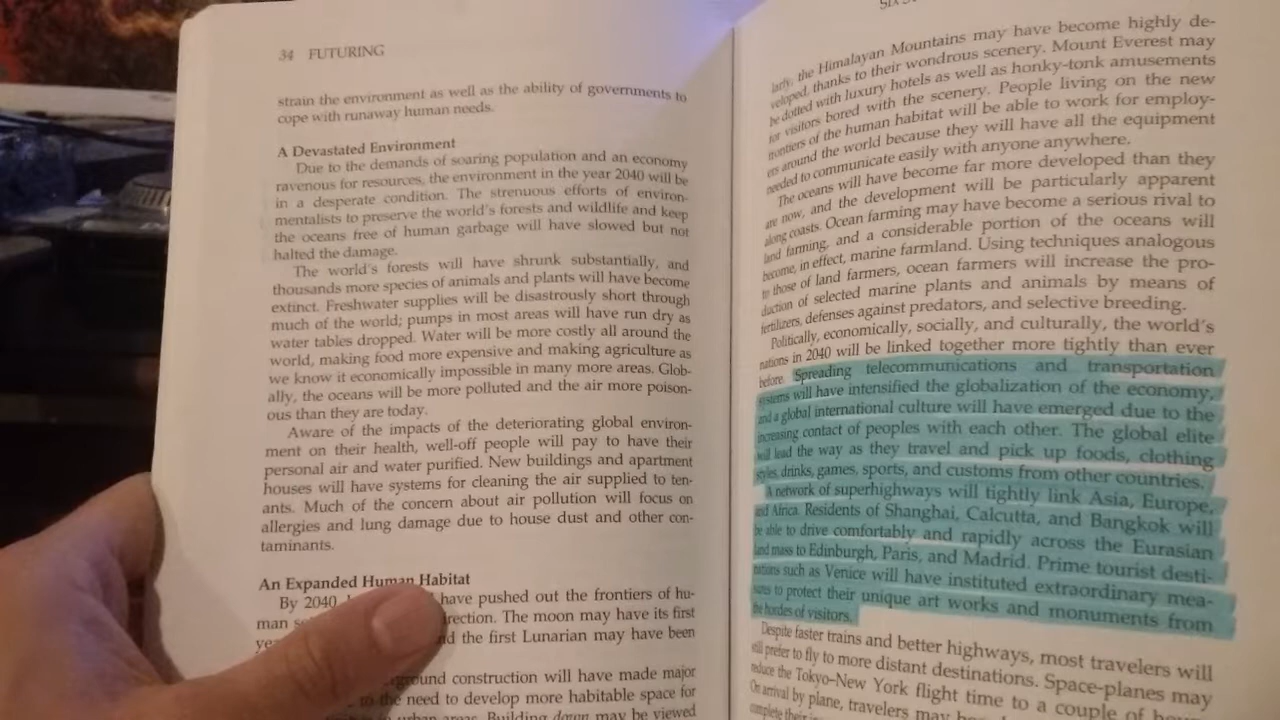 34 FUTURING
strain the environment as well as the ability of governments to
cope with runaway human needs.
A Devastated Environment
Due to the demands of soaring population and an economy
ravenous for resources, the environment in the year 2040 will be
in a desperate condition. The strenuous efforts of environ-
mentalists to preserve the world's forests and wildlife and keep
the oceans free of human garbage will have slowed but not
halted the damage.
The world's forests will have shrunk substantially, and
thousands more species of animals and plants will have become
extinct. Freshwater supplies will be disastrously short through
much of the world; pumps in most areas will have run dry as
water tables dropped. Water will be more costly all around the
world, making food more expensive and making agriculture as
we know it economically impossible in many more areas. Glob-
ally, the oceans will be more polluted and the air more poison-
ous than they are today.
Aware of the impacts of the deteriorating global environ-
ment on their health, well-off people will pay to have their
personal air and water purified. New buildings and apartment
houses will have systems for cleaning the air supplied to ten-
ants. Much of the concern about air pollution will focus on
allergies and lung damage due to house dust and other con-
taminants.
An Expanded Human Habitat
By 2040 have pushed out the frontiers of hu-
man rection. The moon may have its first
the first Lunarian may have been
ground construction will have made major
to the need to develop more habitable space for
urban areas. Building down may be viewed
SIX
larly, the Himalayan Mountains may have become highly de-
veloped, thanks to their wondrous scenery. Mount Everest may
be dotted with luxury hotels as well as honky-tonk amusements
for visitors bored with the scenery. People living on the new
frontiers of the human habitat will be able to work for employ-
ers around the world because they will have all the equipment
needed to communicate easily with anyone anywhere.
The oceans will have become far more developed than they
are now, and the development will be particularly apparent
along coasts. Ocean farming may have become a serious rival to
land farming, and a considerable portion of the oceans will
become, in effect, marine farmland. Using techniques analogous
to those of land farmers, ocean farmers will increase the pro-
duction of selected marine plants and animals by means of
fertilizers, defenses against predators, and selective breeding.
Politically, economically, socially, and culturally, the world's
nations in 2040 will be linked together more tightly than ever
before. Spreading telecommunications and transportation
systems will have intensified the globalization of the economy,
and a global international culture will have emerged due to the
increasing contact of peoples with each other. The global elite
will lead the way as they travel and pick up foods, clothing
styles, drinks, games, sports, and customs from other countries.
A network of superhighways will tightly link Asia, Europe,
and Africa. Residents of Shanghai, Calcutta, and Bangkok will
be able to drive comfortably and rapidly across the Eurasian
land mass to Edinburgh, Paris, and Madrid. Prime tourist desti-
nations such as Venice will have instituted extraordinary mea-
sures to protect their unique art works and monuments from
the hordes of visitors.
Despite faster trains and better highways, most travelers will
still prefer to fly to more distant destinations. Space-planes may
reduce the Tokyo–New York flight time to a couple of
On arrival by plane, travelers may
complete their